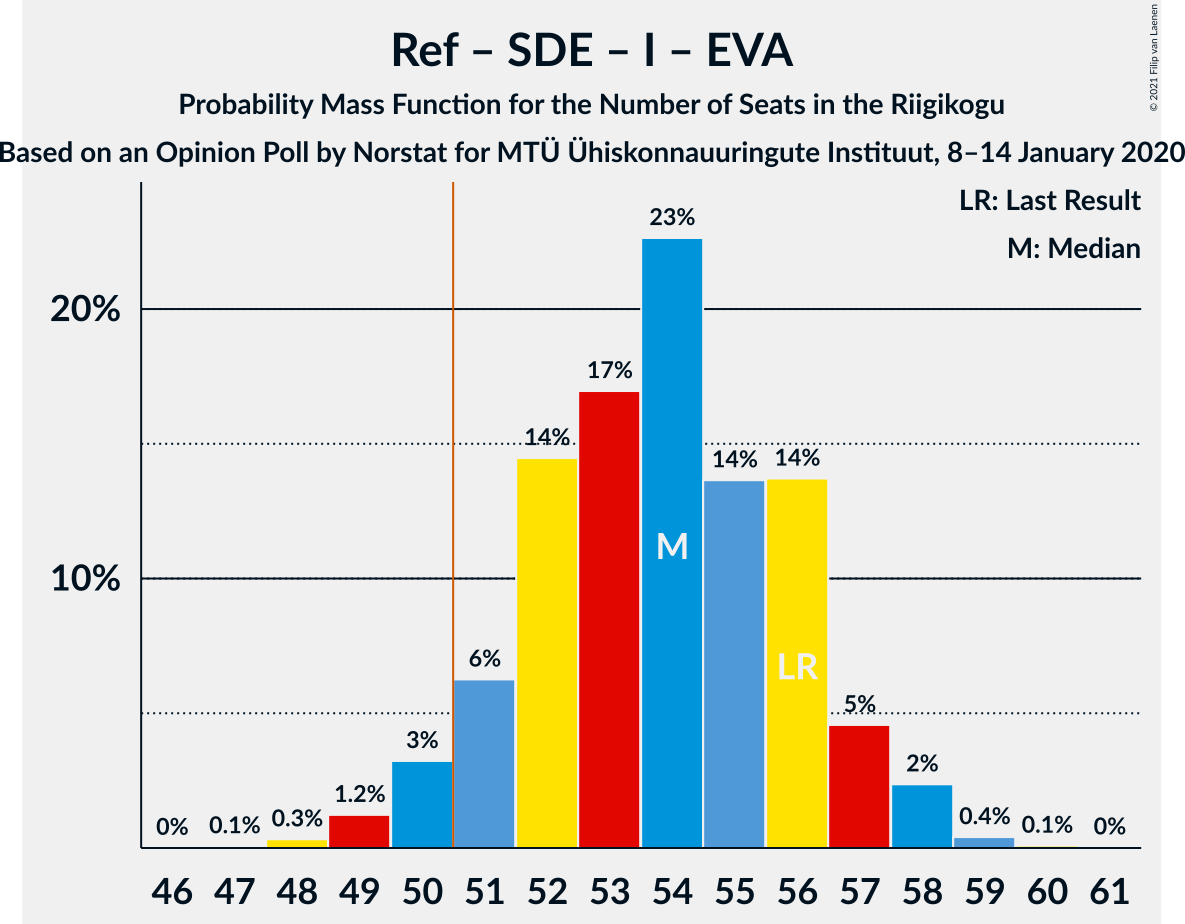 Ref – SDE – I – EVA
Probability Mass Function for the Number of Seats in the Riigikogu
Based on an Opinion Poll by Norstat for MTÜ Ühiskonnauuringute Instituut, 8–14 January 2020
© 2021 Filip van Laenen
LR: Last Result
M: Median
20%
10%
0% 0.1% 0.3% 1.2% 3% 6% 14% 17% 23% 14% 14% 5% 2% 0.4% 0.1% 0%
M
LR
46 47 48 49 50 51 52 53 54 55 56 57 58 59 60 61